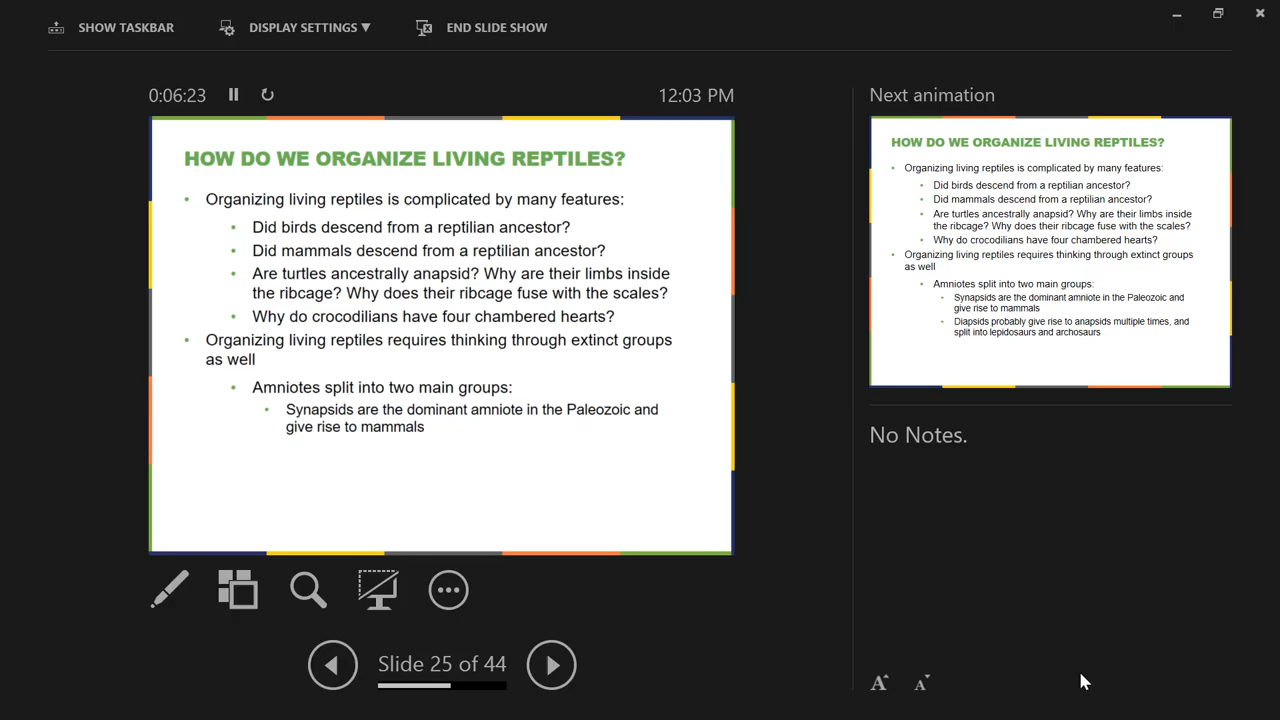 SHOW TASKBAR
DISPLAY SETTINGS ▼
END SLIDE SHOW
0:06:23
12:03 PM
HOW DO WE ORGANIZE LIVING REPTILES?
• Organizing living reptiles is complicated by many features:
• Did birds descend from a reptilian ancestor?
• Did mammals descend from a reptilian ancestor?
• Are turtles ancestrally anapsid? Why are their limbs inside
the ribcage? Why does their ribcage fuse with the scales?
• Why do crocodilians have four chambered hearts?
• Organizing living reptiles requires thinking through extinct groups
as well
• Amniotes split into two main groups:
• Synapsids are the dominant amniote in the Paleozoic and
give rise to mammals
Slide 25 of 44
Next animation
HOW DO WE ORGANIZE LIVING REPTILES?
• Organizing living reptiles is complicated by many features:
• Did birds descend from a reptilian ancestor?
• Did mammals descend from a reptilian ancestor?
• Are turtles ancestrally anapsid? Why are their limbs inside
the ribcage? Why does their ribcage fuse with the scales?
• Why do crocodilians have four chambered hearts?
• Organizing living reptiles requires thinking through extinct groups
as well
• Amniotes split into two main groups:
• Synapsids are the dominant amniote in the Paleozoic and
give rise to mammals
• Diapsids probably give rise to anapsids multiple times, and
split into lepidosaurs and archosaurs
No Notes.
A A